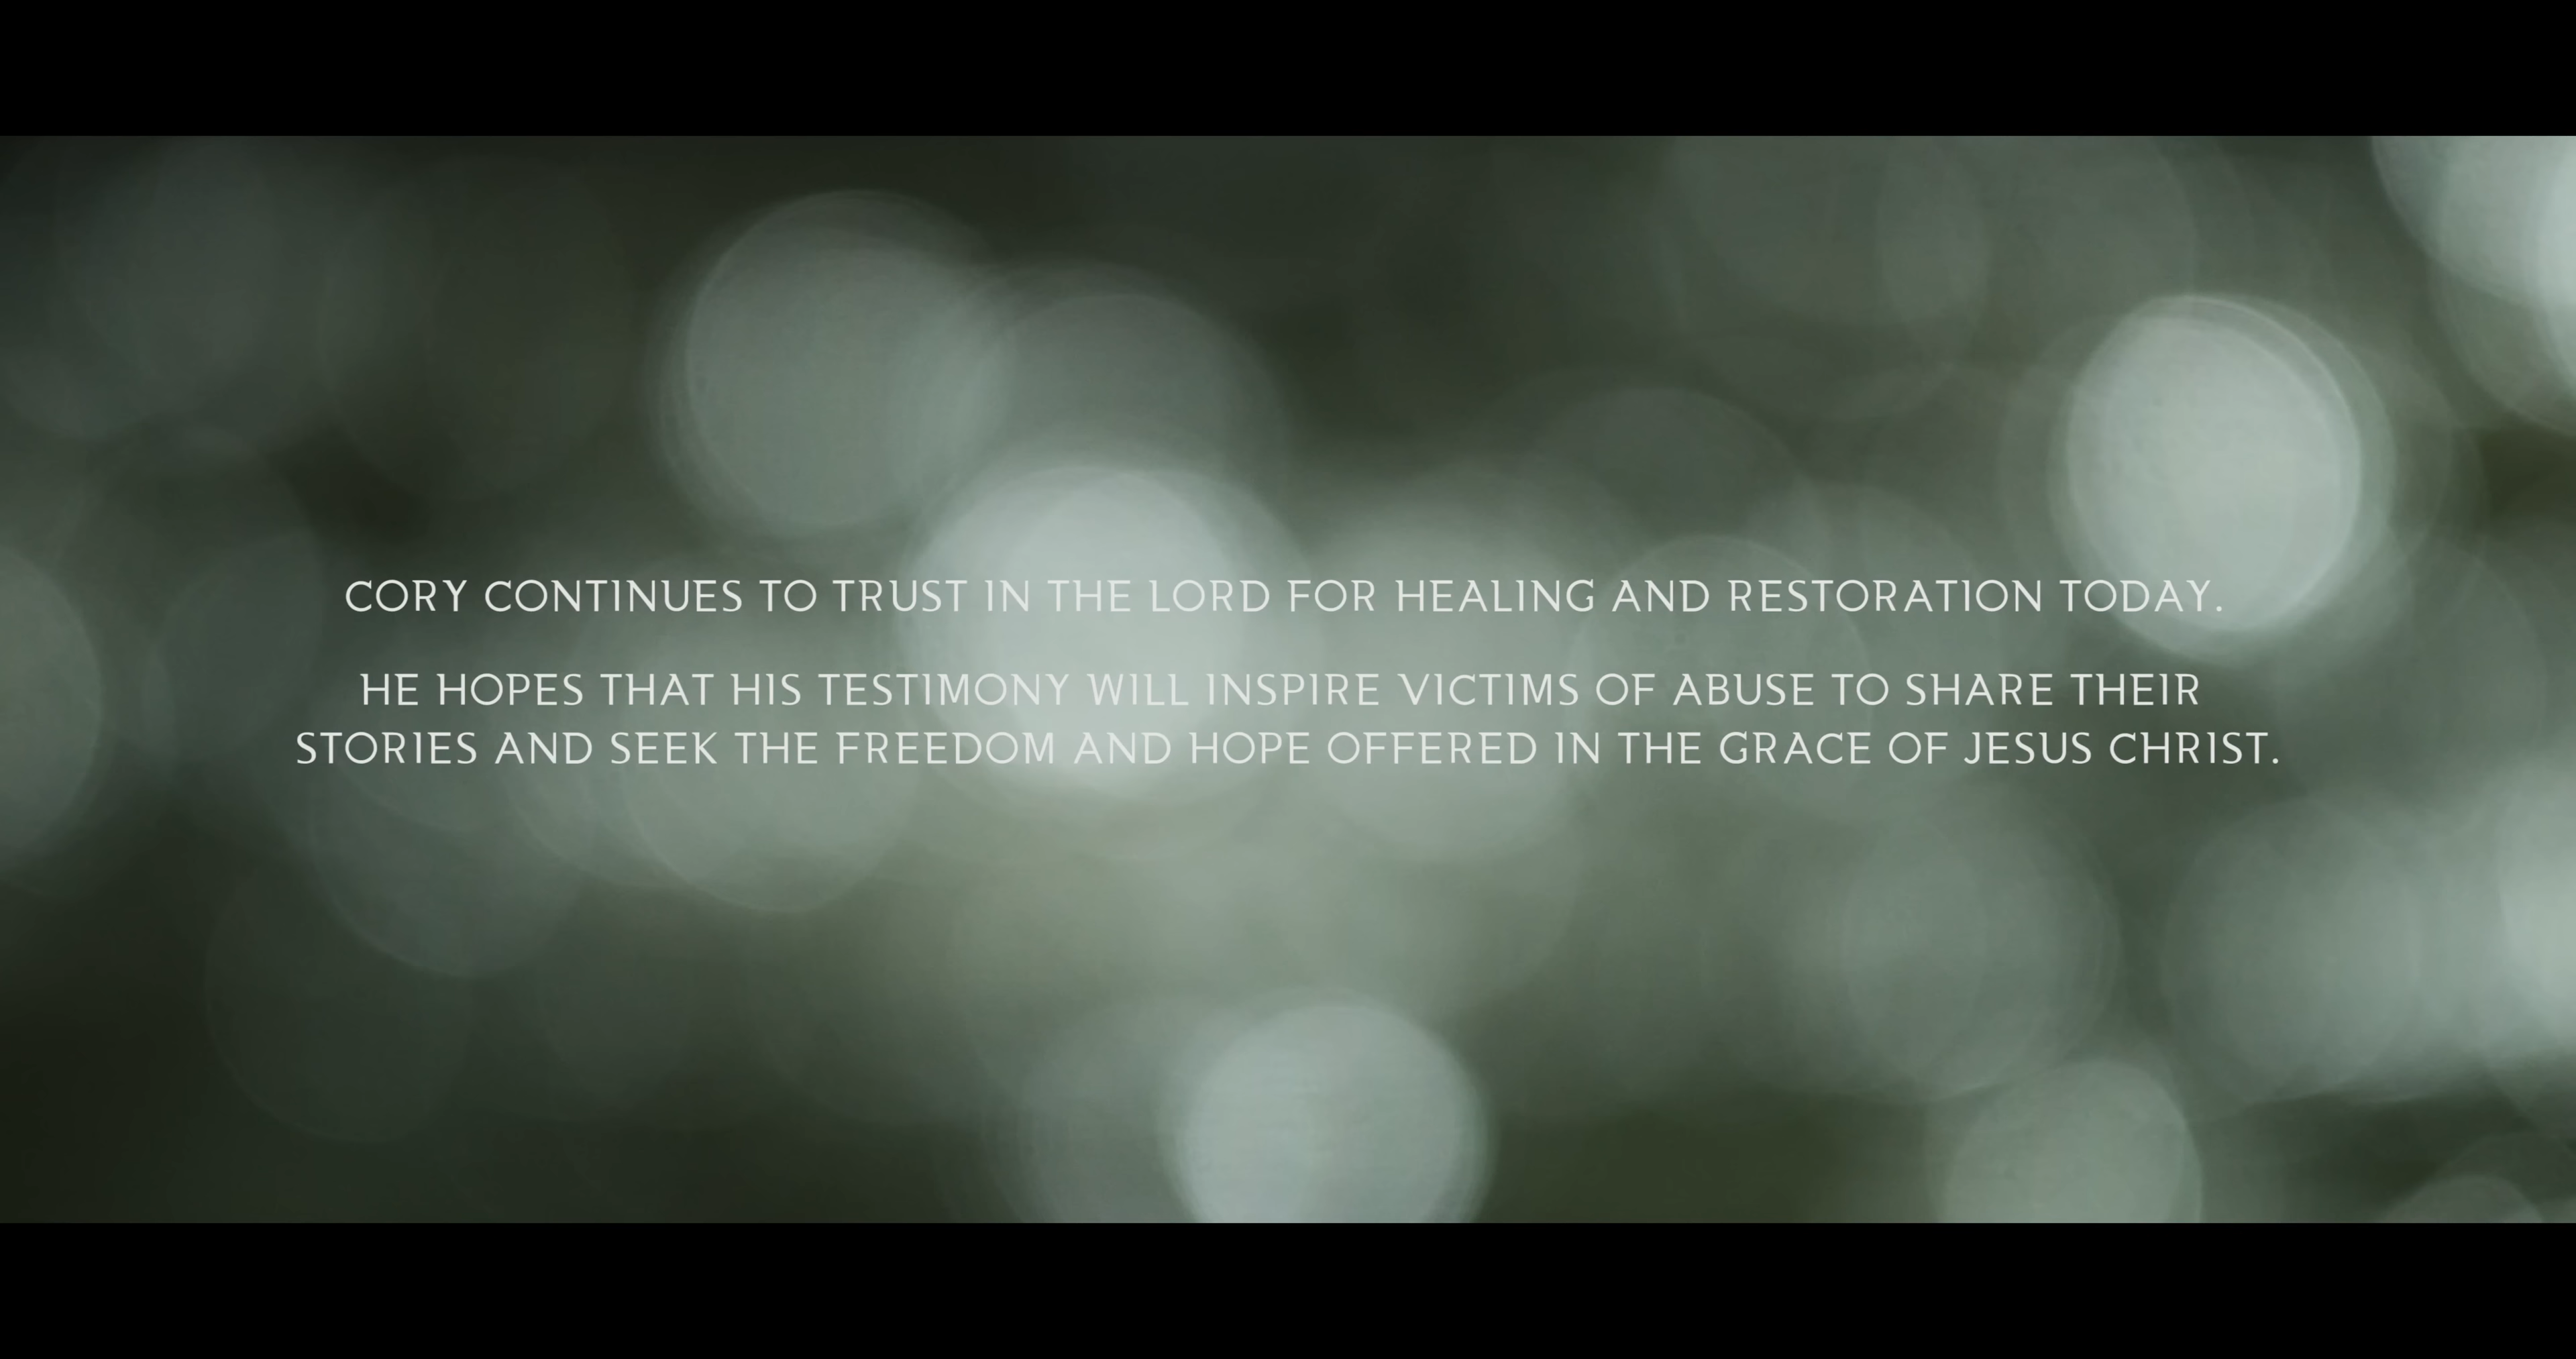 CORY CONTINUES TO TRUST IN THE LORD FOR HEALING AND RESTORATION TODAY.
HE HOPES THAT HIS TESTIMONY WILL INSPIRE VICTIMS OF ABUSE TO SHARE THEIR
STORIES AND SEEK THE FREEDOM AND HOPE OFFERED IN THE GRACE OF JESUS CHRIST.